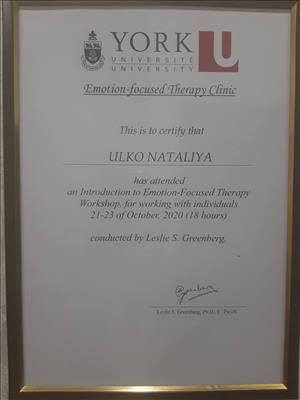 YORK U
UNIVERSITÉ
UNIVERSITY
Emotion-focused Therapy Clinic
This is to certify that
ULKO NATALIYA
has attended
an Introduction to Emotion-Focused Therapy
Workshop, for working with individuals
21-23 of October, 2020 (18 hours)
conducted by Leslie S. Greenberg,
Leslie S. Greenberg, Ph.D., C. Psych.